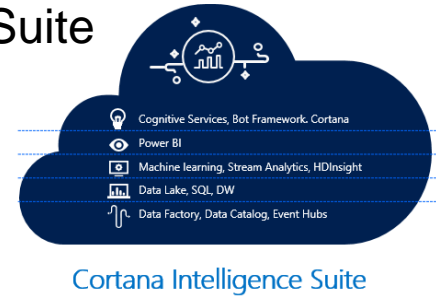 Suite
Cognitive Services, Bot Framework. Cortana
Power BI
Machine learning, Stream Analytics, HDInsight
Data Lake, SQL, DW
Data Factory, Data Catalog, Event Hubs
Cortana Intelligence Suite